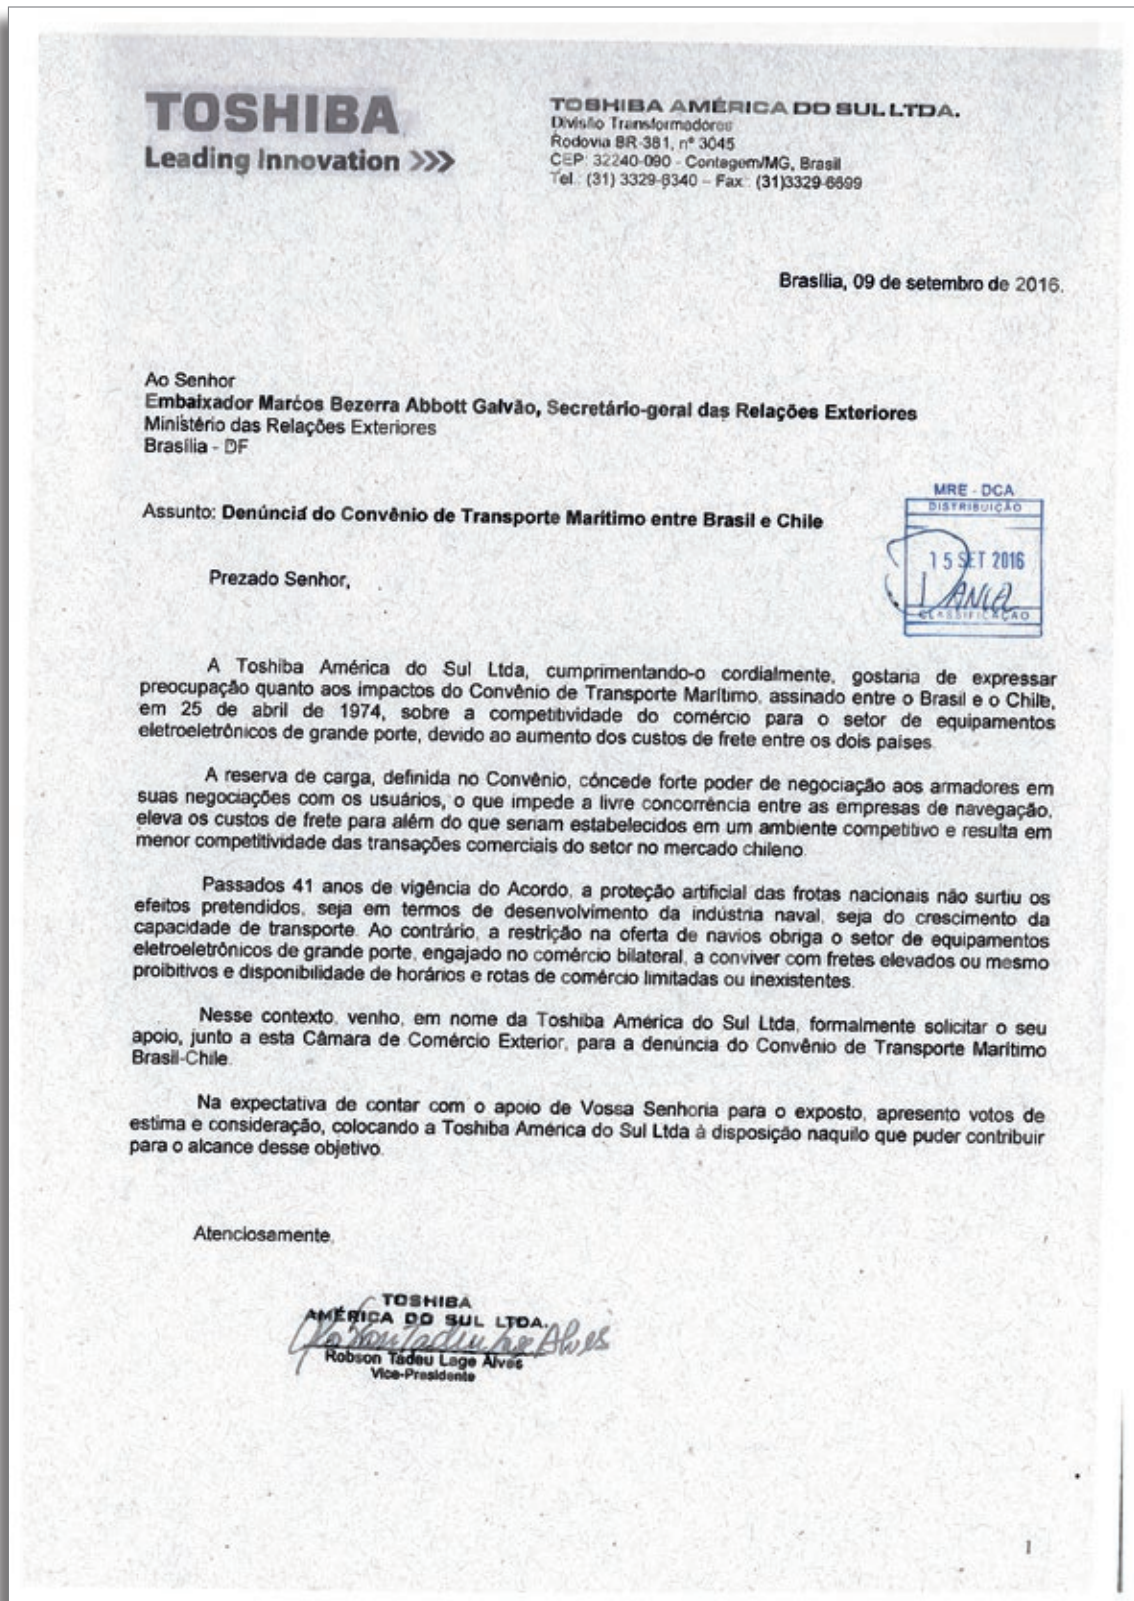 TOSHIBA
Leading Innovation >>>
TOSHIBA AMÉRICA DO SUL LTDA.
Divisão Transformadores
Rodovia BR-381, nº 3045
CEP: 32240-090 - Contagem/MG, Brasil
Tel.: (31) 3329-6340 – Fax.: (31)3329-6699
Brasília, 09 de setembro de 2016.
Ao Senhor
Embaixador Marcos Bezerra Abbott Galvão, Secretário-geral das Relações Exteriores
Ministério das Relações Exteriores
Brasília - DF
MRE - DCA
DISTRIBUIÇÃO
15 SET 2016
CLASSIFICAÇÃO
Assunto: Denúncia do Convênio de Transporte Marítimo entre Brasil e Chile
Prezado Senhor,
A Toshiba América do Sul Ltda, cumprimentando-o cordialmente, gostaria de expressar
preocupação quanto aos impactos do Convênio de Transporte Marítimo, assinado entre o Brasil e o Chile,
em 25 de abril de 1974, sobre a competitividade do comércio para o setor de equipamentos
eletroeletrônicos de grande porte, devido ao aumento dos custos de frete entre os dois países.
A reserva de carga, definida no Convênio, concede forte poder de negociação aos armadores em
suas negociações com os usuários, o que impede a livre concorrência entre as empresas de navegação,
eleva os custos de frete para além do que seriam estabelecidos em um ambiente competitivo e resulta em
menor competitividade das transações comerciais do setor no mercado chileno.
Passados 41 anos de vigência do Acordo, a proteção artificial das frotas nacionais não surtiu os
efeitos pretendidos, seja em termos de desenvolvimento da indústria naval, seja do crescimento da
capacidade de transporte. Ao contrário, a restrição na oferta de navios obriga o setor de equipamentos
eletroeletrônicos de grande porte, engajado no comércio bilateral, a conviver com fretes elevados ou mesmo
proibitivos e disponibilidade de horários e rotas de comércio limitadas ou inexistentes.
Nesse contexto, venho, em nome da Toshiba América do Sul Ltda, formalmente solicitar o seu
apoio, junto a esta Câmara de Comércio Exterior, para a denúncia do Convênio de Transporte Marítimo
Brasil-Chile.
Na expectativa de contar com o apoio de Vossa Senhoria para o exposto, apresento votos de
estima e consideração, colocando a Toshiba América do Sul Ltda à disposição naquilo que puder contribuir
para o alcance desse objetivo.
Atenciosamente,
TOSHIBA
AMÉRICA DO SUL LTDA.
Robson Tadeu Lage Alves
Robson Tadeu Lage Alves
Vice-Presidente
1